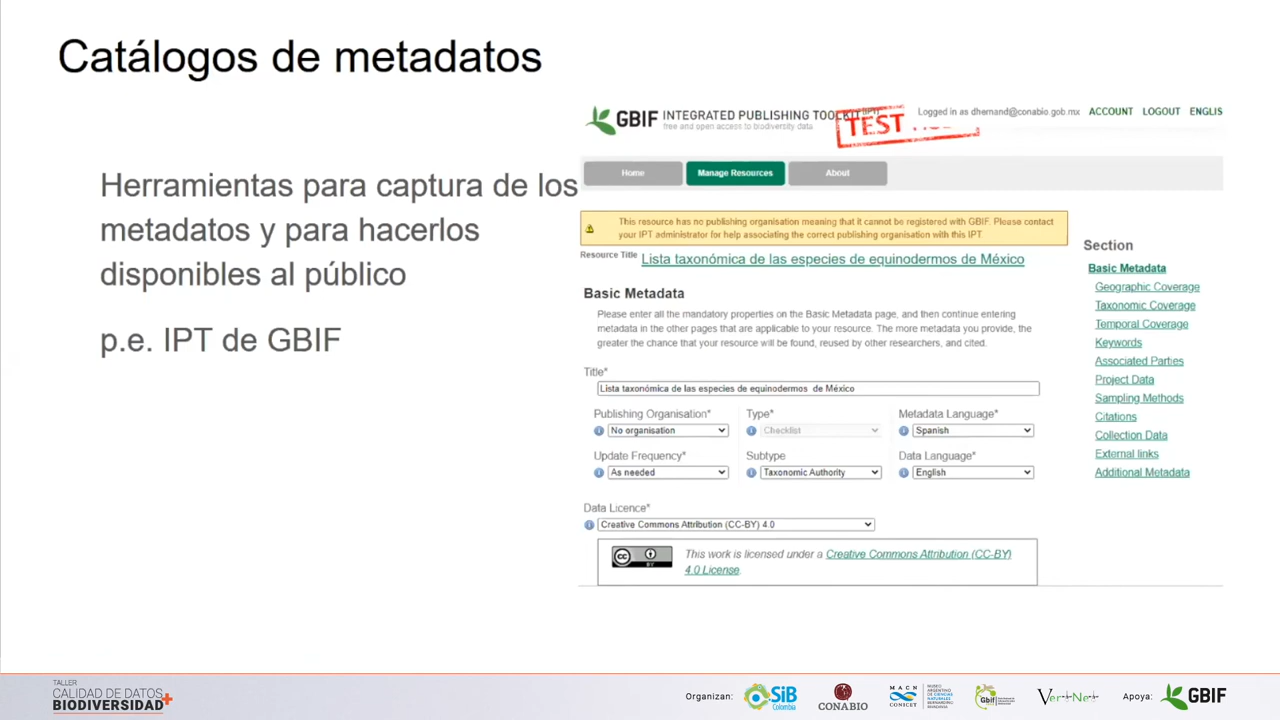 Catálogos de metadatos
Herramientas para captura de los
metadatos y para hacerlos
disponibles al público
p.e. IPT de GBIF
GBIF INTEGRATED PUBLISHING TOOLKIT (IPT)
free and open access to biodiversity data
TEST
Logged in as dhernand@conabio.gob.mx ACCOUNT LOGOUT ENGLIS
Home Manage Resources About
This resource has no publishing organisation meaning that it cannot be registered with GBIF. Please contact
your IPT administrator for help associating the correct publishing organisation with this IPT.
Resource Title Lista taxonómica de las especies de equinodermos de México
Basic Metadata
Please enter all the mandatory properties on the Basic Metadata page, and then continue entering
metadata in the other pages that are applicable to your resource. The more metadata you provide, the
greater the chance that your resource will be found, reused by other researchers, and cited.
Title*
Lista taxonómica de las especies de equinodermos de México
Publishing Organisation* Type* Metadata Language*
No organisation Checklist Spanish
Update Frequency* Subtype Data Language*
As needed Taxonomic Authority English
Data Licence*
Creative Commons Attribution (CC-BY) 4.0
CC BY This work is licensed under a Creative Commons Attribution (CC-BY)
4.0 License.
Section
Basic Metadata
Geographic Coverage
Taxonomic Coverage
Temporal Coverage
Keywords
Associated Parties
Project Data
Sampling Methods
Citations
Collection Data
External links
Additional Metadata
TALLER
CALIDAD DE DATOS
BIODIVERSIDAD+
Organizan: SiB Colombia CONABIO MACN CONICET MUSEO ARGENTINO DE CIENCIAS NATURALES BERNARDINO RIVADAVIA Gbif VertNet Apoya: GBIF